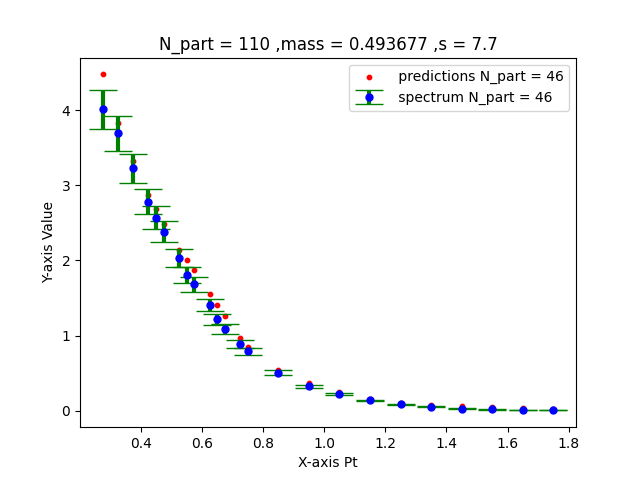 N_part = 110 ,mass = 0.493677 ,s = 7.7
predictions N_part = 46
spectrum N_part = 46
Y-axis Value
4
3
2
1
0
0.4 0.6 0.8 1.0 1.2 1.4 1.6 1.8
X-axis Pt